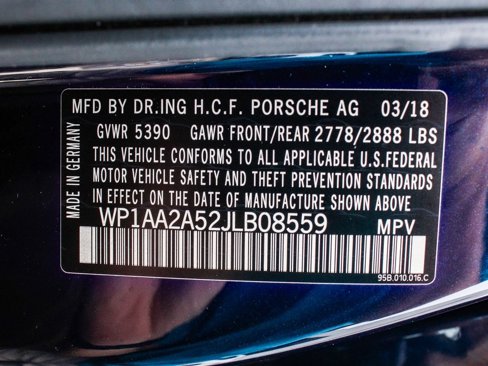 MFD BY DR.ING H.C.F. PORSCHE AG 03/18
GVWR 5390 GAWR FRONT/REAR 2778/2888 LBS
THIS VEHICLE CONFORMS TO ALL APPLICABLE U.S.FEDERAL
MOTOR VEHICLE SAFETY AND THEFT PREVENTION STANDARDS
IN EFFECT ON THE DATE OF MANUFACTURE SHOWN ABOVE
WP1AA2A52JLB08559 MPV
95B.010.016.C
MADE IN GERMANY